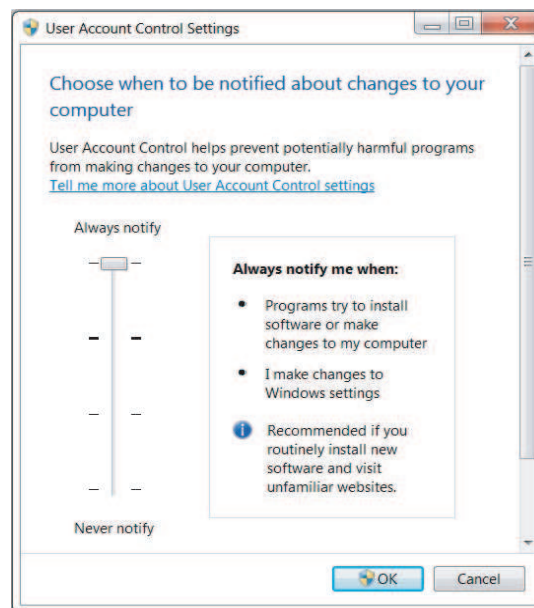 User Account Control Settings
Choose when to be notified about changes to your
computer
User Account Control helps prevent potentially harmful programs
from making changes to your computer.
Tell me more about User Account Control settings
Always notify
Always notify me when:
• Programs try to install
software or make
changes to my computer
• I make changes to
Windows settings
Recommended if you
routinely install new
software and visit
unfamiliar websites.
Never notify
OK
Cancel